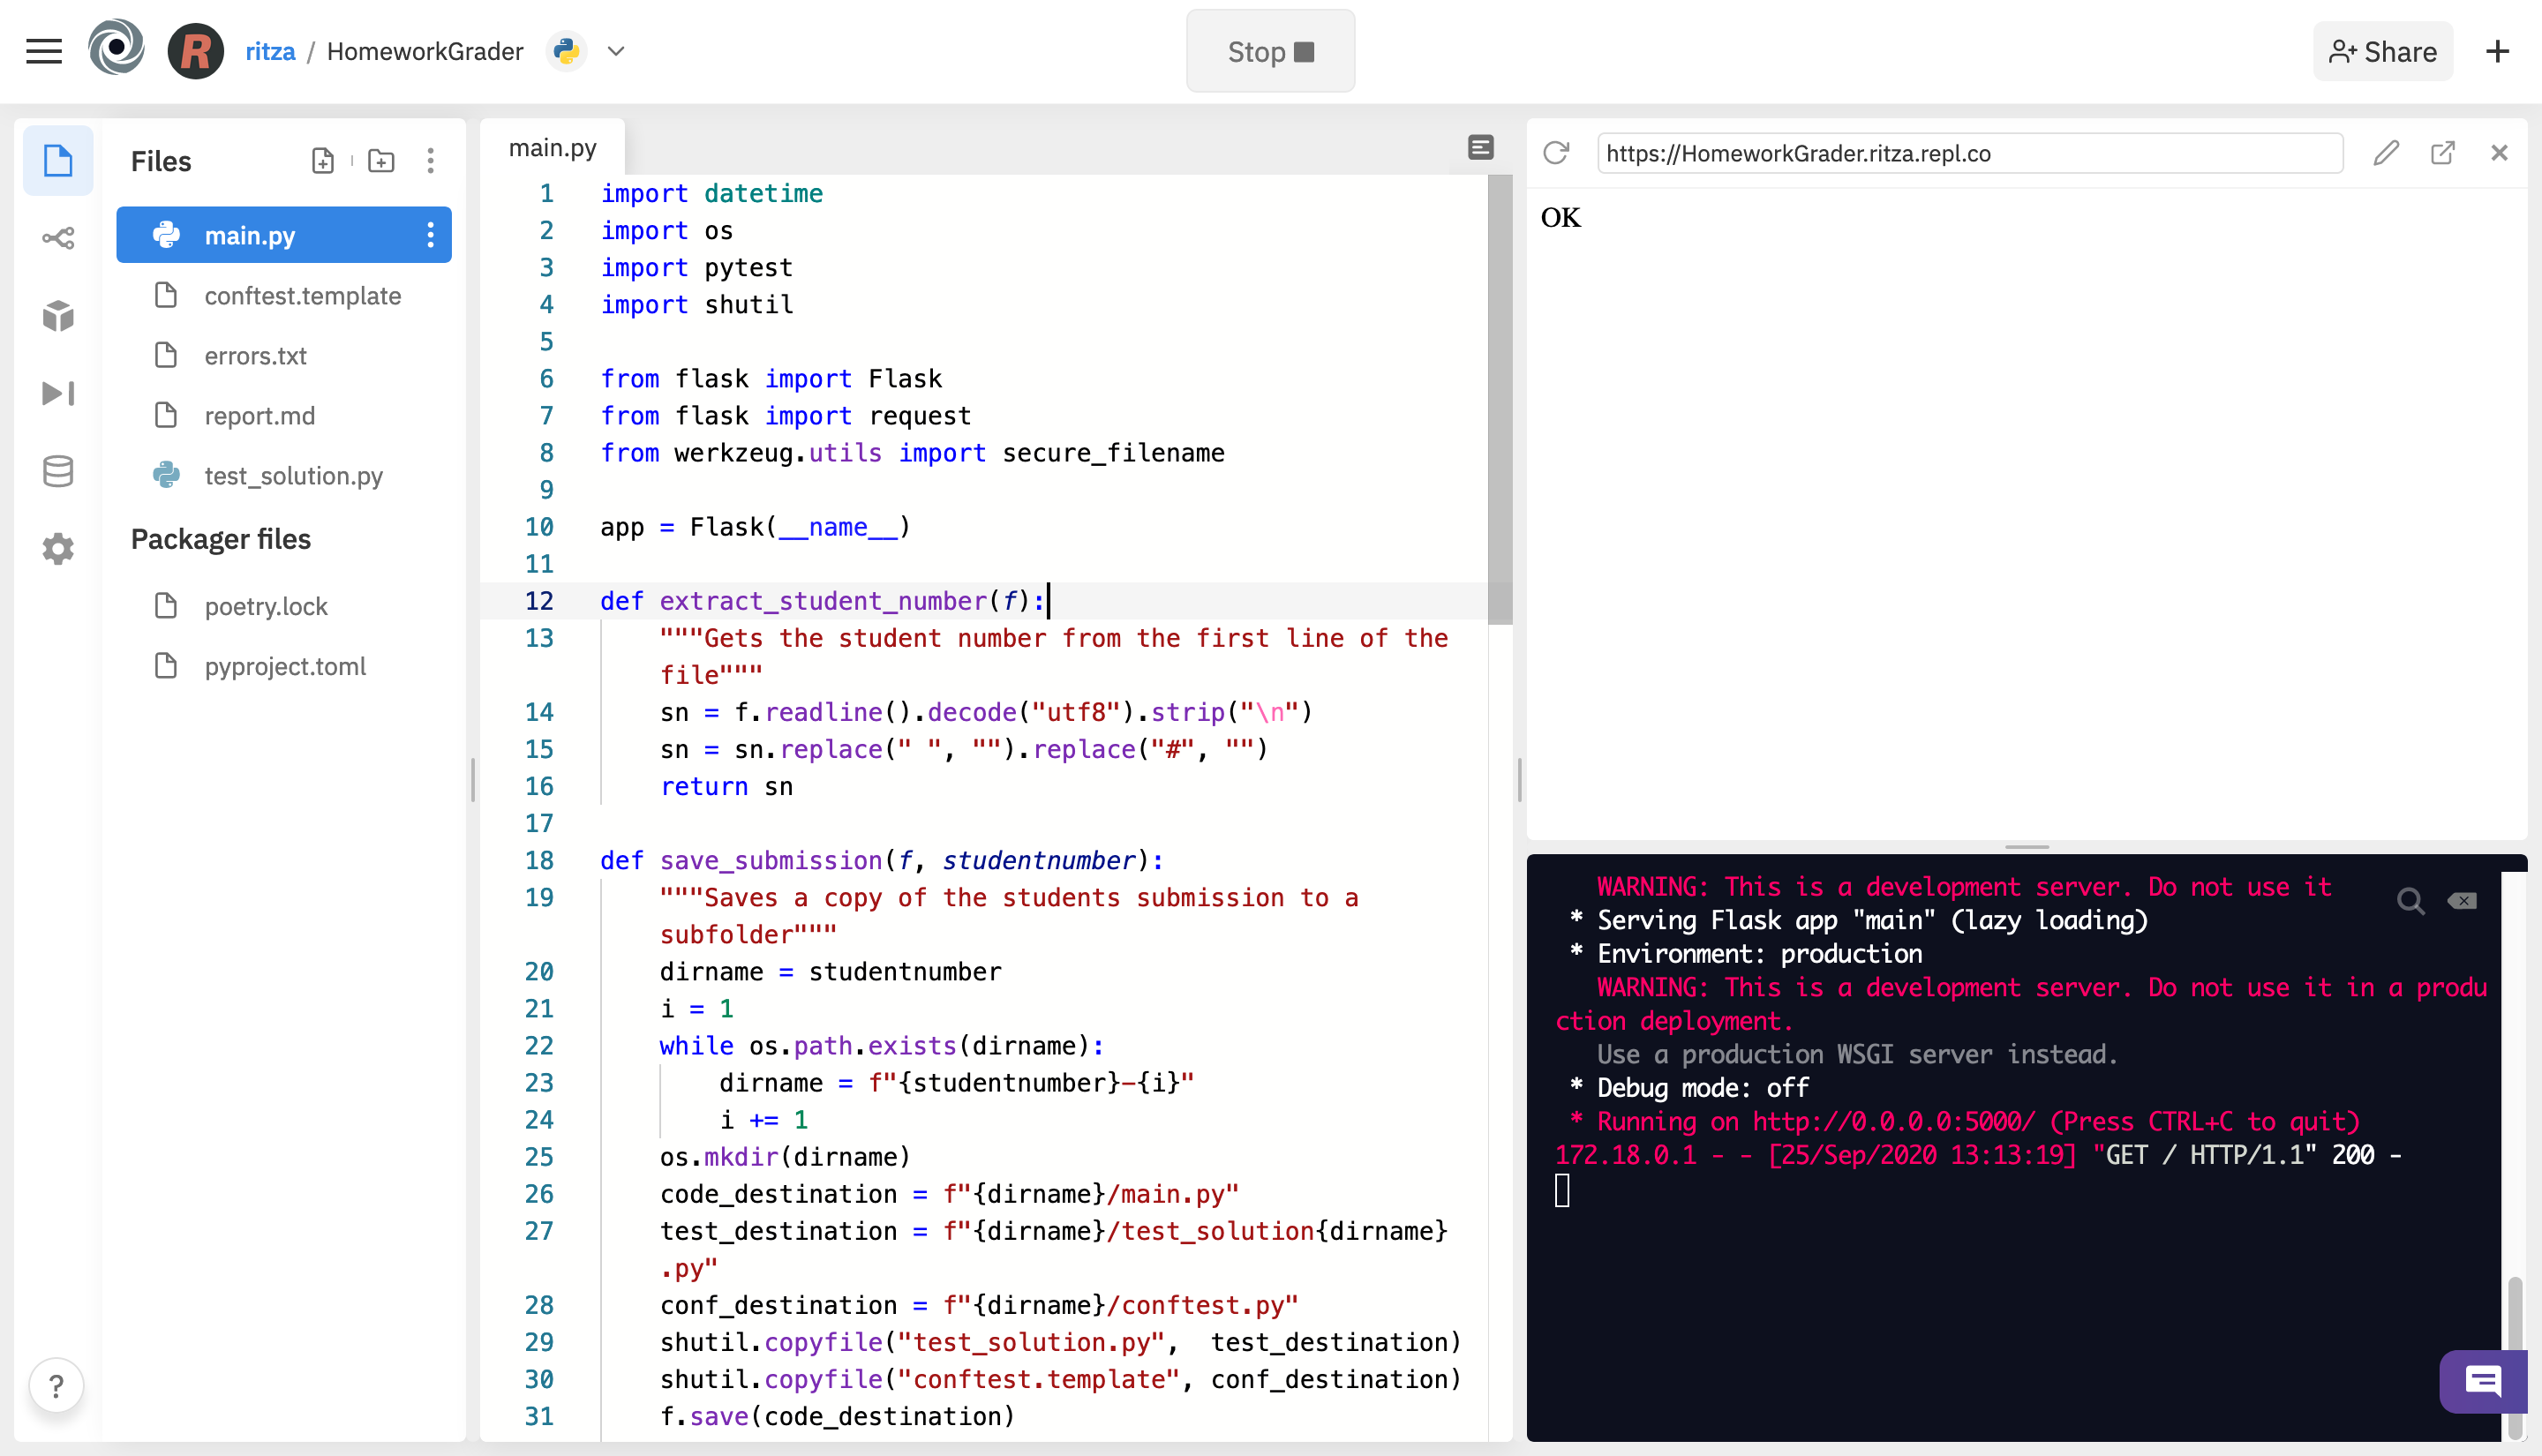 R ritza / HomeworkGrader
Stop
Share
Files
main.py
conftest.template
errors.txt
report.md
test_solution.py
Packager files
poetry.lock
pyproject.toml
?
main.py
1 import datetime
2 import os
3 import pytest
4 import shutil
5
6 from flask import Flask
7 from flask import request
8 from werkzeug.utils import secure_filename
9
10 app = Flask(__name__)
11
12 def extract_student_number(f):
13 """Gets the student number from the first line of the
file"""
14 sn = f.readline().decode("utf8").strip("\n")
15 sn = sn.replace(" ", "").replace("#", "")
16 return sn
17
18 def save_submission(f, studentnumber):
19 """Saves a copy of the students submission to a
subfolder"""
20 dirname = studentnumber
21 i = 1
22 while os.path.exists(dirname):
23 dirname = f"{studentnumber}-{i}"
24 i += 1
25 os.mkdir(dirname)
26 code_destination = f"{dirname}/main.py"
27 test_destination = f"{dirname}/test_solution{dirname}
.py"
28 conf_destination = f"{dirname}/conftest.py"
29 shutil.copyfile("test_solution.py",  test_destination)
30 shutil.copyfile("conftest.template", conf_destination)
31 f.save(code_destination)
https://HomeworkGrader.ritza.repl.co
OK
WARNING: This is a development server. Do not use it
* Serving Flask app "main" (lazy loading)
* Environment: production
WARNING: This is a development server. Do not use it in a produ
ction deployment.
Use a production WSGI server instead.
* Debug mode: off
* Running on http://0.0.0.0:5000/ (Press CTRL+C to quit)
172.18.0.1 - - [25/Sep/2020 13:13:19] "GET / HTTP/1.1" 200 -